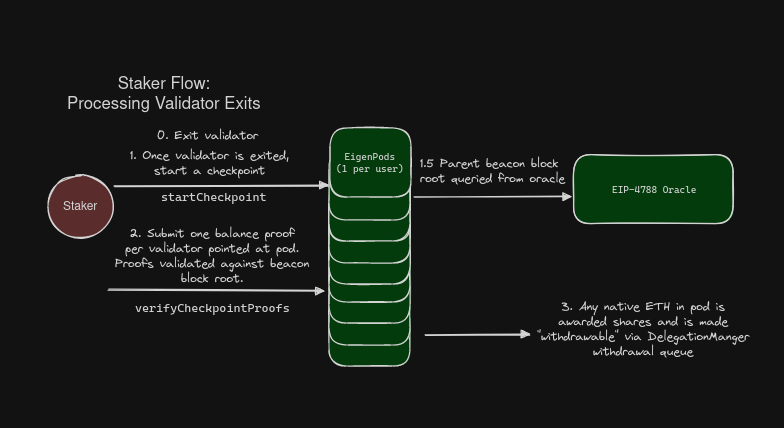 Staker Flow:
Processing Validator Exits
0. Exit validator
1. Once validator is exited,
start a checkpoint
startCheckpoint
Staker
2. Submit one balance proof
per validator pointed at pod.
Proofs validated against beacon
block root.
verifyCheckpointProofs
EigenPods
(1 per user)
1.5 Parent beacon block
root queried from oracle
EIP-4788 Oracle
3. Any native ETH in pod is
awarded shares and is made
"withdrawable" via DelegationManger
withdrawal queue